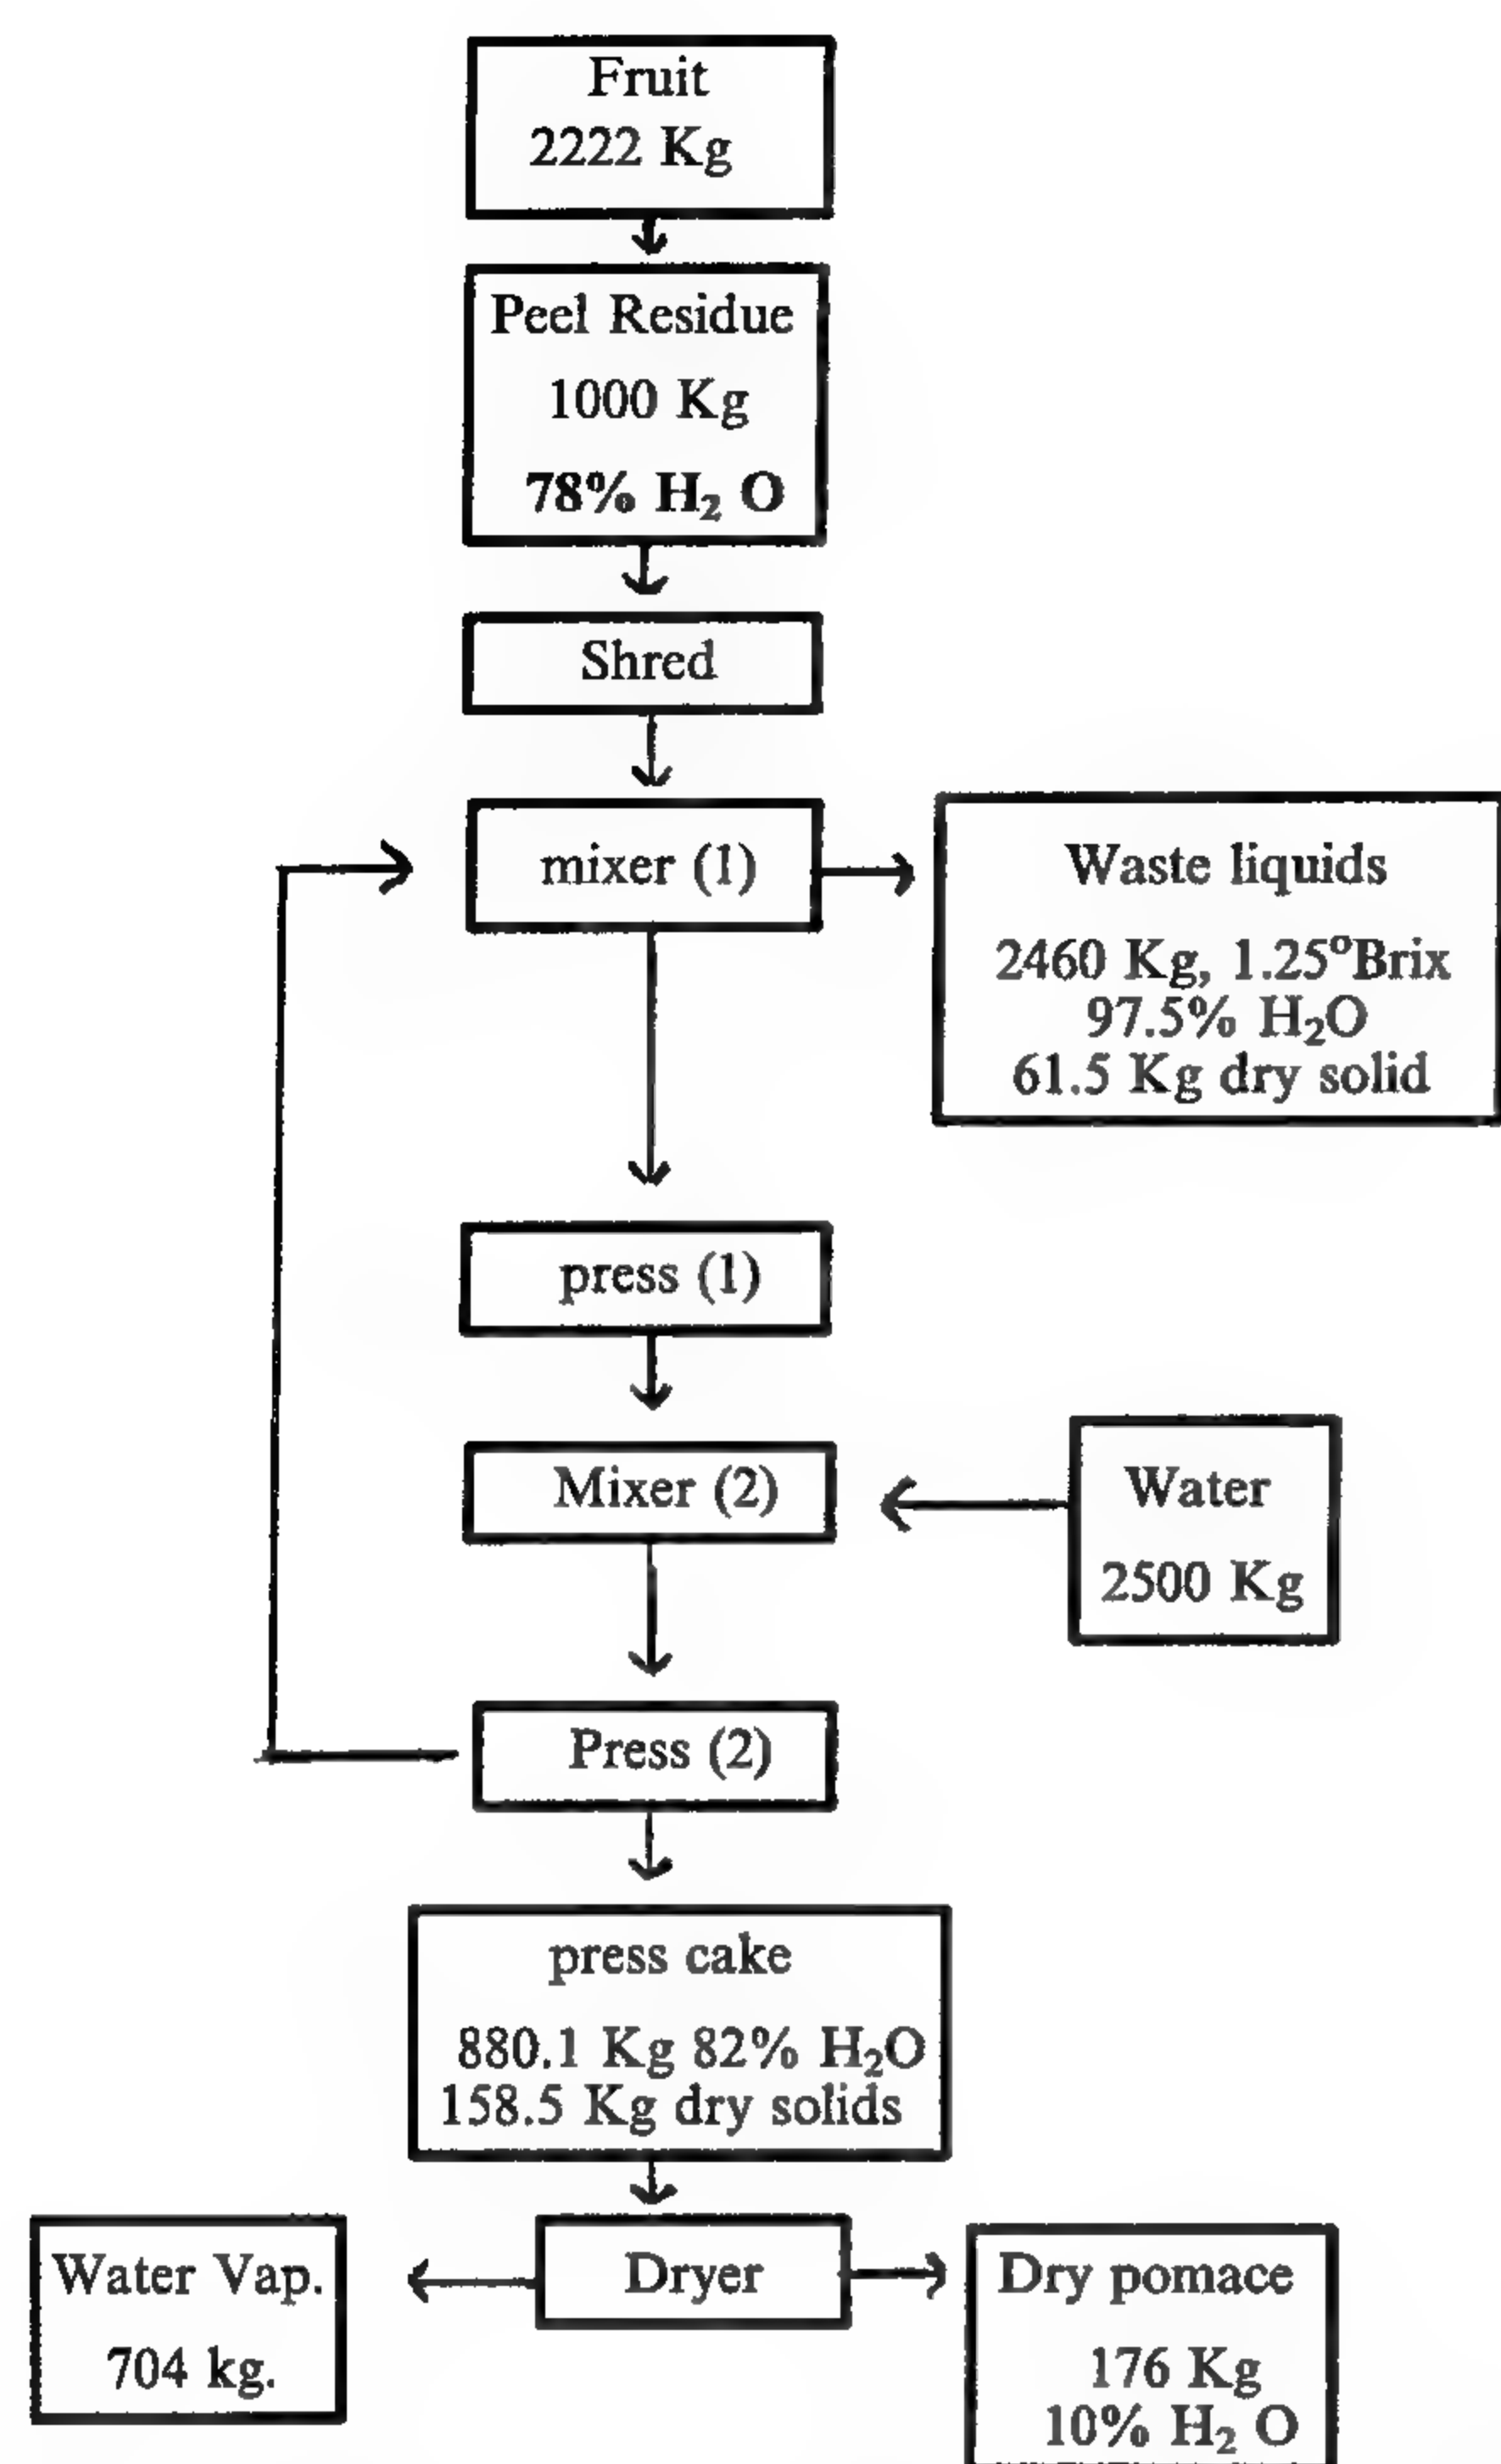 Fruit
2222 Kg
Peel Residue
1000 Kg
78% H₂ O
Shred
mixer (1)
Waste liquids
2460 Kg, 1.25°Brix
97.5% H₂O
61.5 Kg dry solid
press (1)
Mixer (2)
Water
2500 Kg
Press (2)
press cake
880.1 Kg 82% H₂O
158.5 Kg dry solids
Water Vap.
704 kg.
Dryer
Dry pomace
176 Kg
10% H₂ O